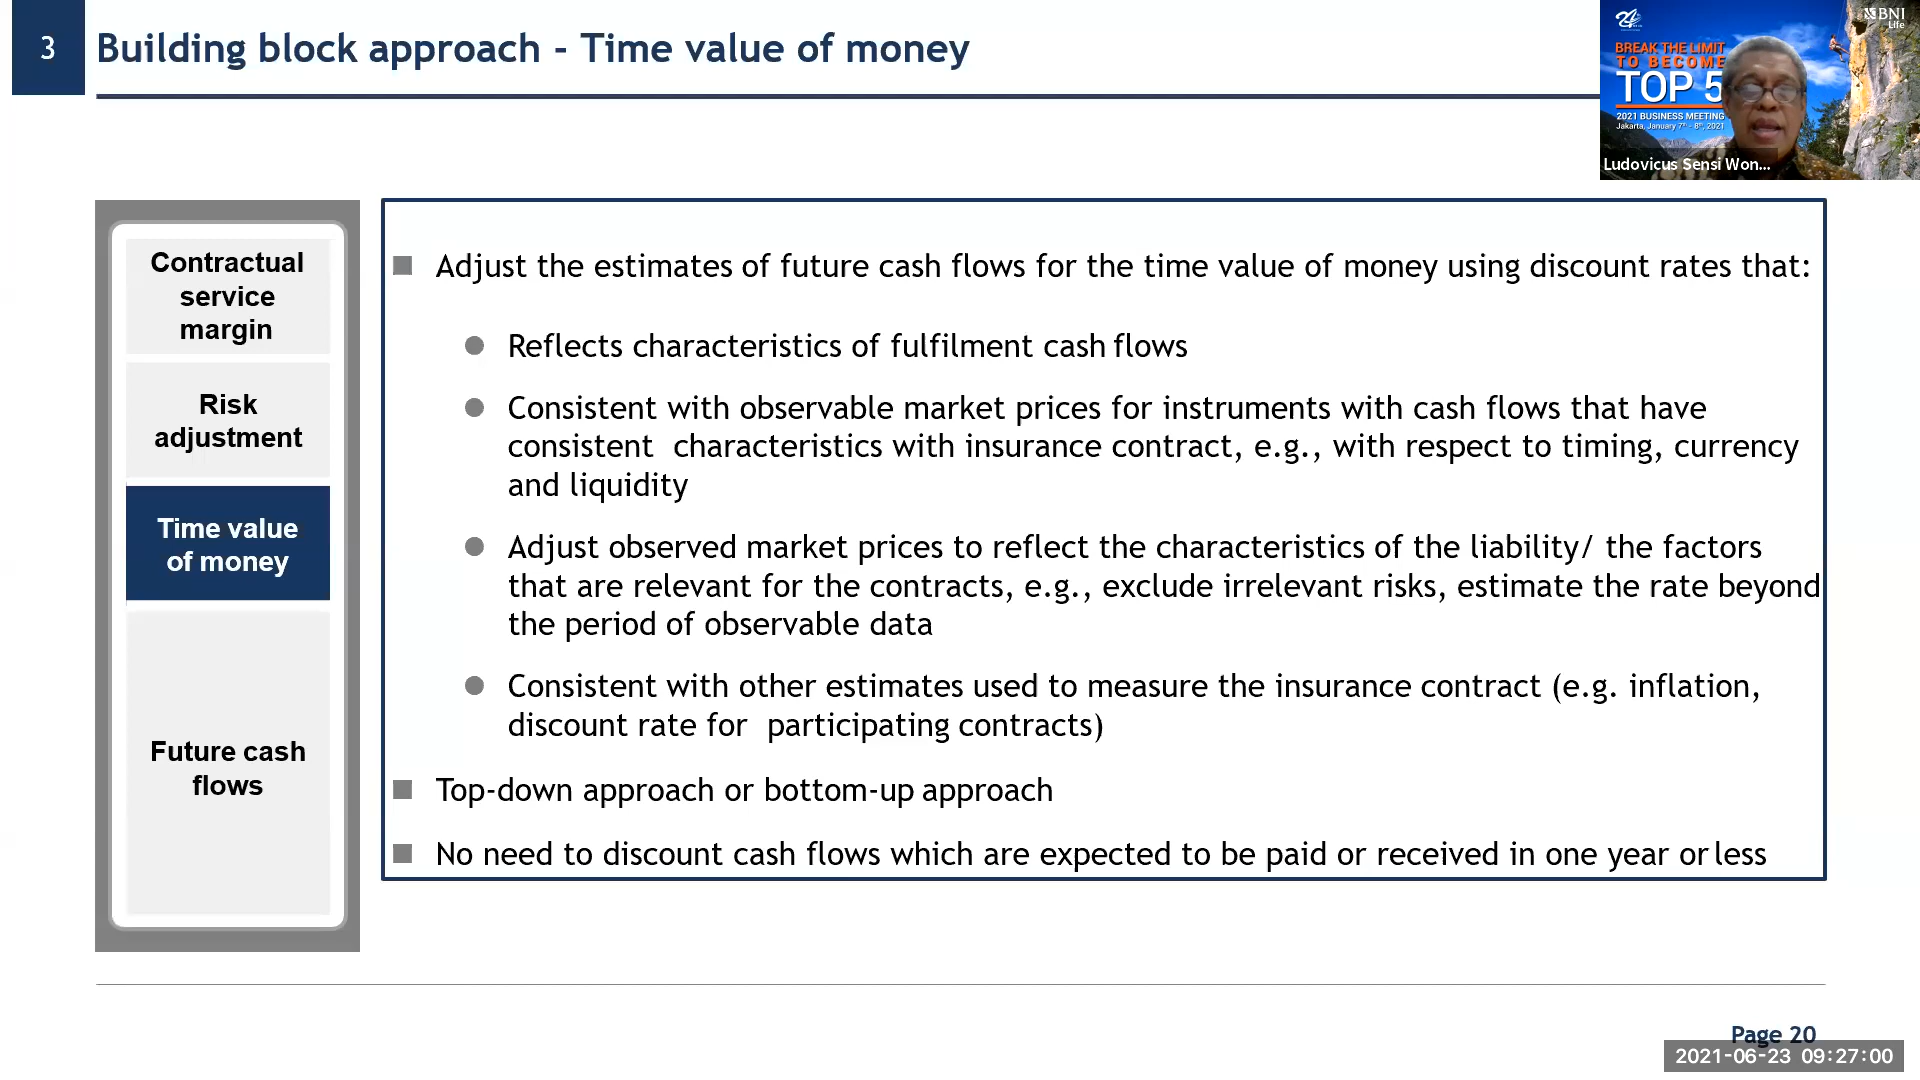 3
Building block approach - Time value of money
BREAK THE LIMIT
TO BECOME
TOP 5
2021 BUSINESS MEETING
Jakarta, January 7th - 8th, 2021
BNI
Life
Ludovicus Sensi Won...
Contractual
service
margin
Risk
adjustment
Time value
of money
Future cash
flows
Adjust the estimates of future cash flows for the time value of money using discount rates that:
Reflects characteristics of fulfilment cash flows
Consistent with observable market prices for instruments with cash flows that have
consistent characteristics with insurance contract, e.g., with respect to timing, currency
and liquidity
Adjust observed market prices to reflect the characteristics of the liability/ the factors
that are relevant for the contracts, e.g., exclude irrelevant risks, estimate the rate beyond
the period of observable data
Consistent with other estimates used to measure the insurance contract (e.g. inflation,
discount rate for participating contracts)
Top-down approach or bottom-up approach
No need to discount cash flows which are expected to be paid or received in one year or less
Page 20
2021-06-23 09:27:00